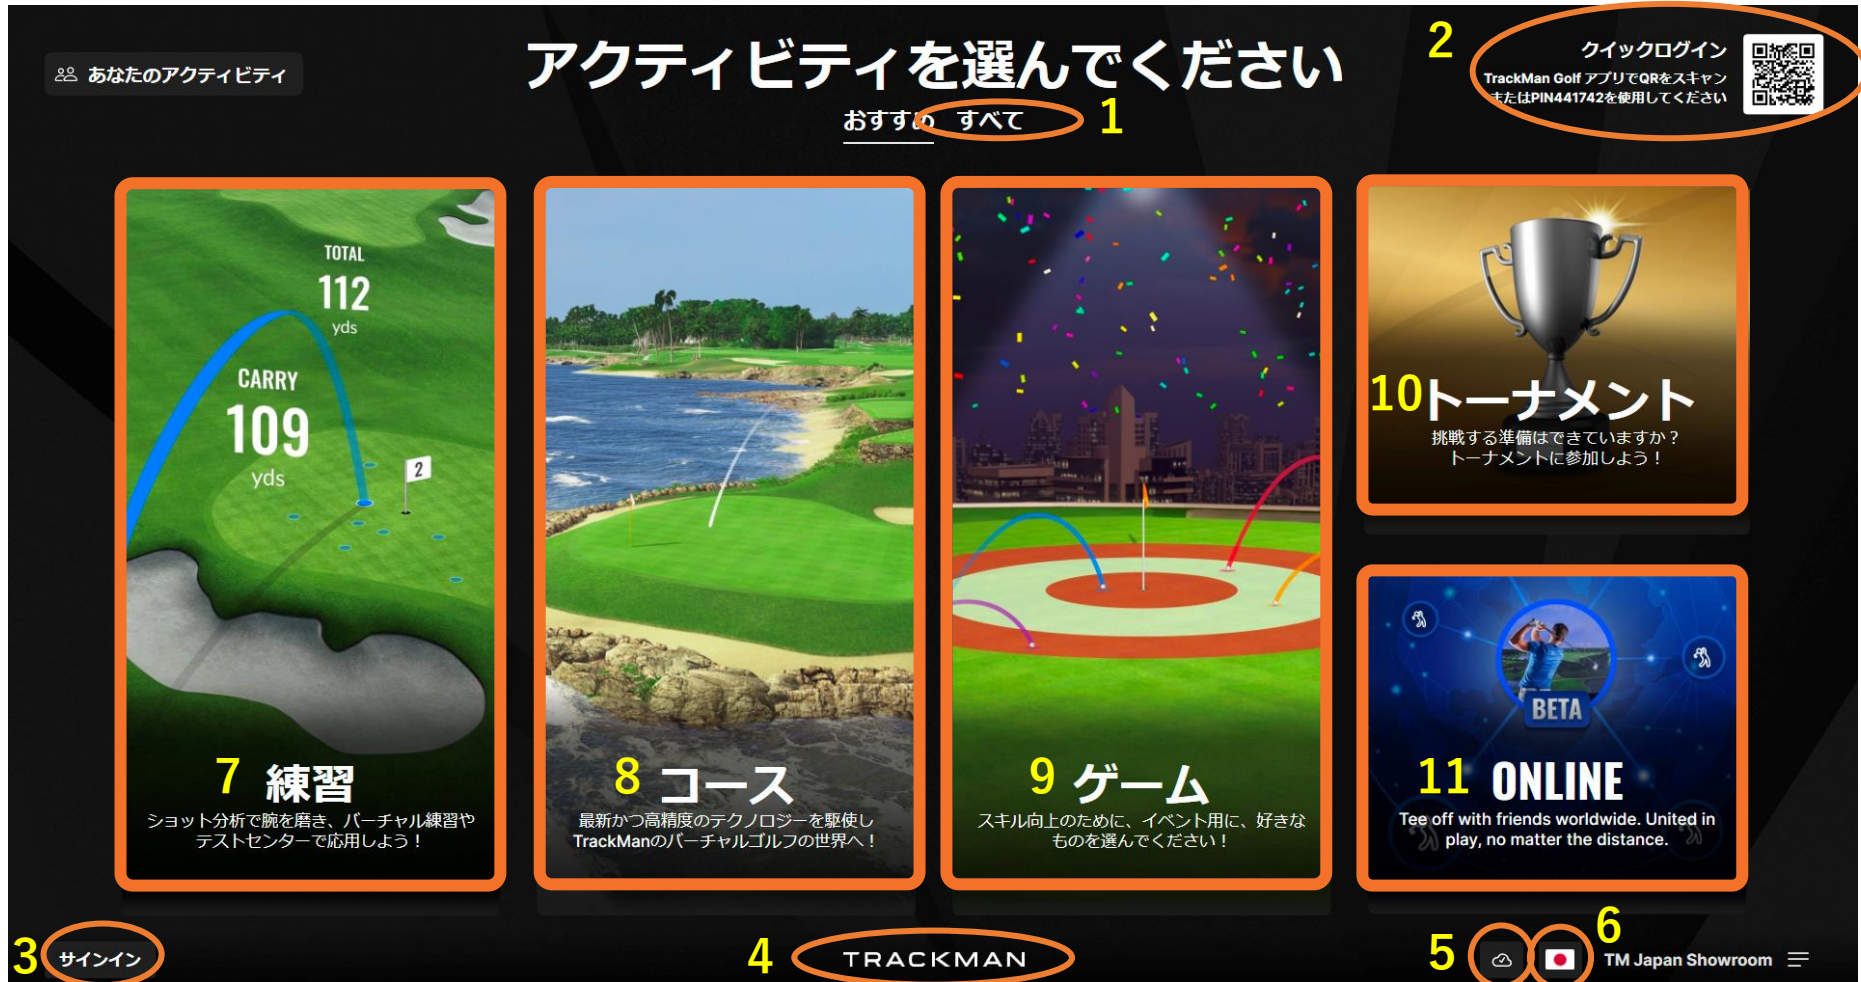 あなたのアクティビティ
アクティビティを選んでください
おすすめ すべて
1
2
クイックログイン
TrackMan Golf アプリでQRをスキャン
またはPIN441742を使用してください
TOTAL
112
yds
CARRY
109
yds
2
7 練習
ショット分析で腕を磨き、バーチャル練習や
テストセンターで応用しよう！
8 コース
最新かつ高精度のテクノロジーを駆使し
TrackManのバーチャルゴルフの世界へ！
9 ゲーム
スキル向上のために、イベント用に、好きな
ものを選んでください！
10 トーナメント
挑戦する準備はできていますか？
トーナメントに参加しよう！
BETA
11 ONLINE
Tee off with friends worldwide. United in
play, no matter the distance.
3 サインイン
4 TRACKMAN
5
6
TM Japan Showroom